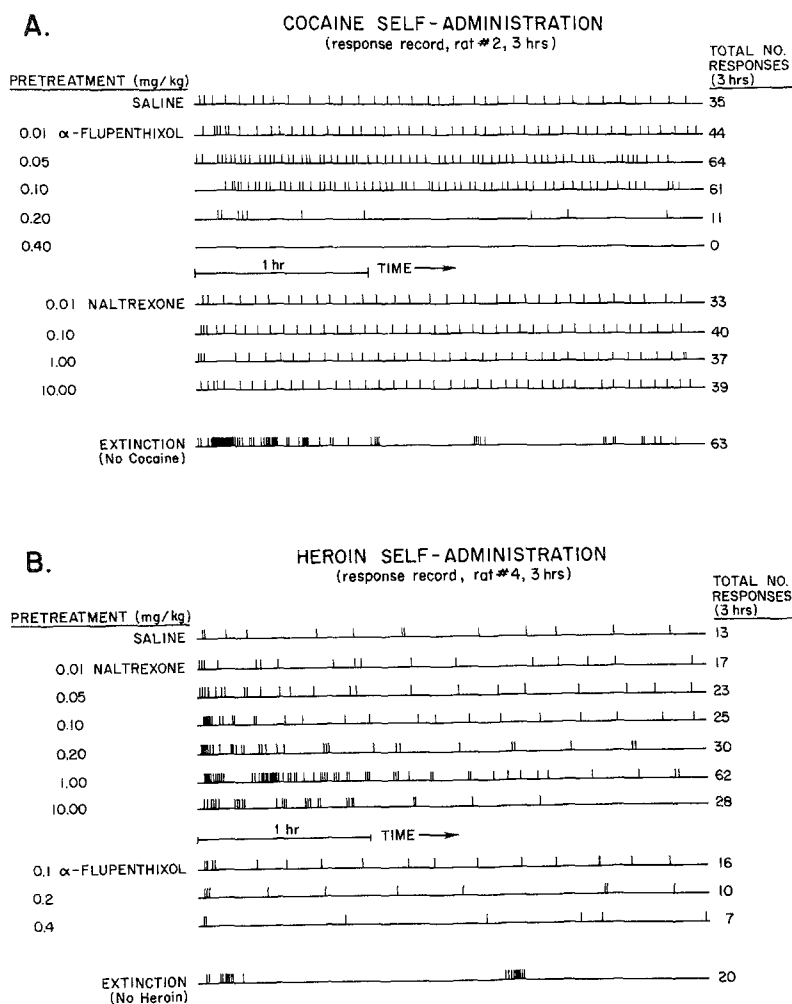 A.
COCAINE SELF-ADMINISTRATION
(response record, rat #2, 3 hrs)
TOTAL NO.
RESPONSES
(3 hrs)
PRETREATMENT (mg/kg)
SALINE 35
0.01 α-FLUPENTHIXOL 44
0.05 64
0.10 61
0.20 11
0.40 0
1 hr TIME
0.01 NALTREXONE 33
0.10 40
1.00 37
10.00 39
EXTINCTION 63
(No Cocaine)
B.
HEROIN SELF-ADMINISTRATION
(response record, rat #4, 3 hrs)
TOTAL NO.
RESPONSES
(3 hrs)
PRETREATMENT (mg/kg)
SALINE 13
0.01 NALTREXONE 17
0.05 23
0.10 25
0.20 30
1.00 62
10.00 28
1 hr TIME
0.1 α-FLUPENTHIXOL 16
0.2 10
0.4 7
EXTINCTION 20
(No Heroin)